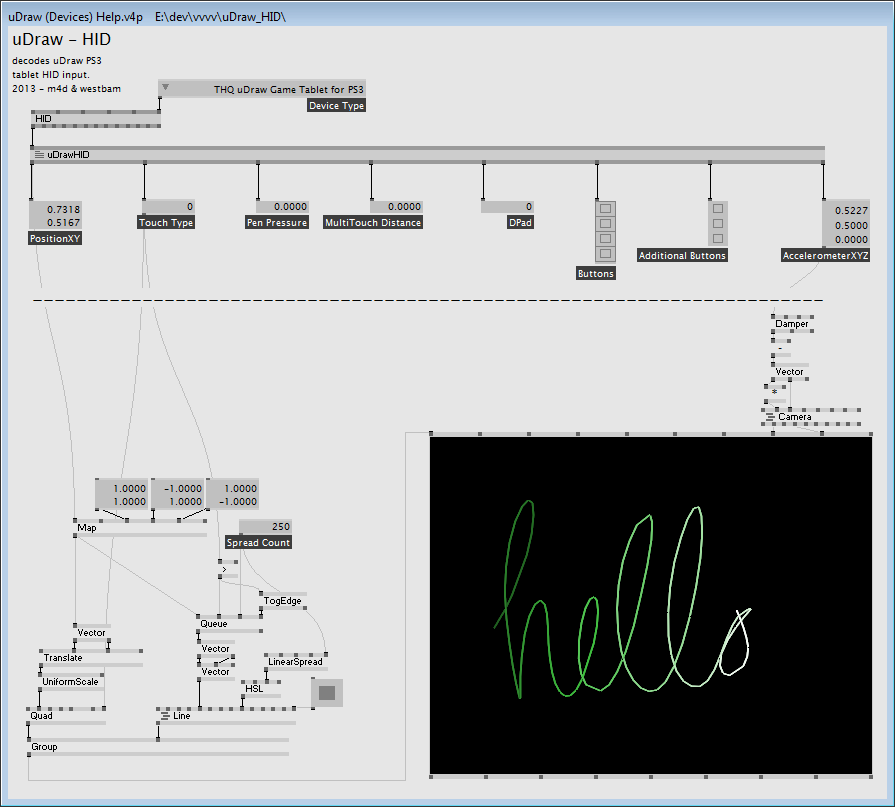 uDraw (Devices) Help.v4p E:\dev\vvvv\uDraw_HID\
uDraw - HID
decodes uDraw PS3
tablet HID input.
2013 - m4d & westbam
THQ uDraw Game Tablet for PS3
Device Type
HID
uDrawHID
0.7318
0.5167
PositionXY
0
Touch Type
0.0000
Pen Pressure
0.0000
MultiTouch Distance
0
DPad
Buttons
Additional Buttons
0.5227
0.5000
0.0000
AccelerometerXYZ
Damper
-
Vector
*
Camera
1.0000 -1.0000 1.0000
1.0000 1.0000 -1.0000
Map
250
Spread Count
>
TogEdge
Queue
Vector
Vector
Vector
Translate
LinearSpread
UniformScale
HSL
Quad
Line
Group
hello